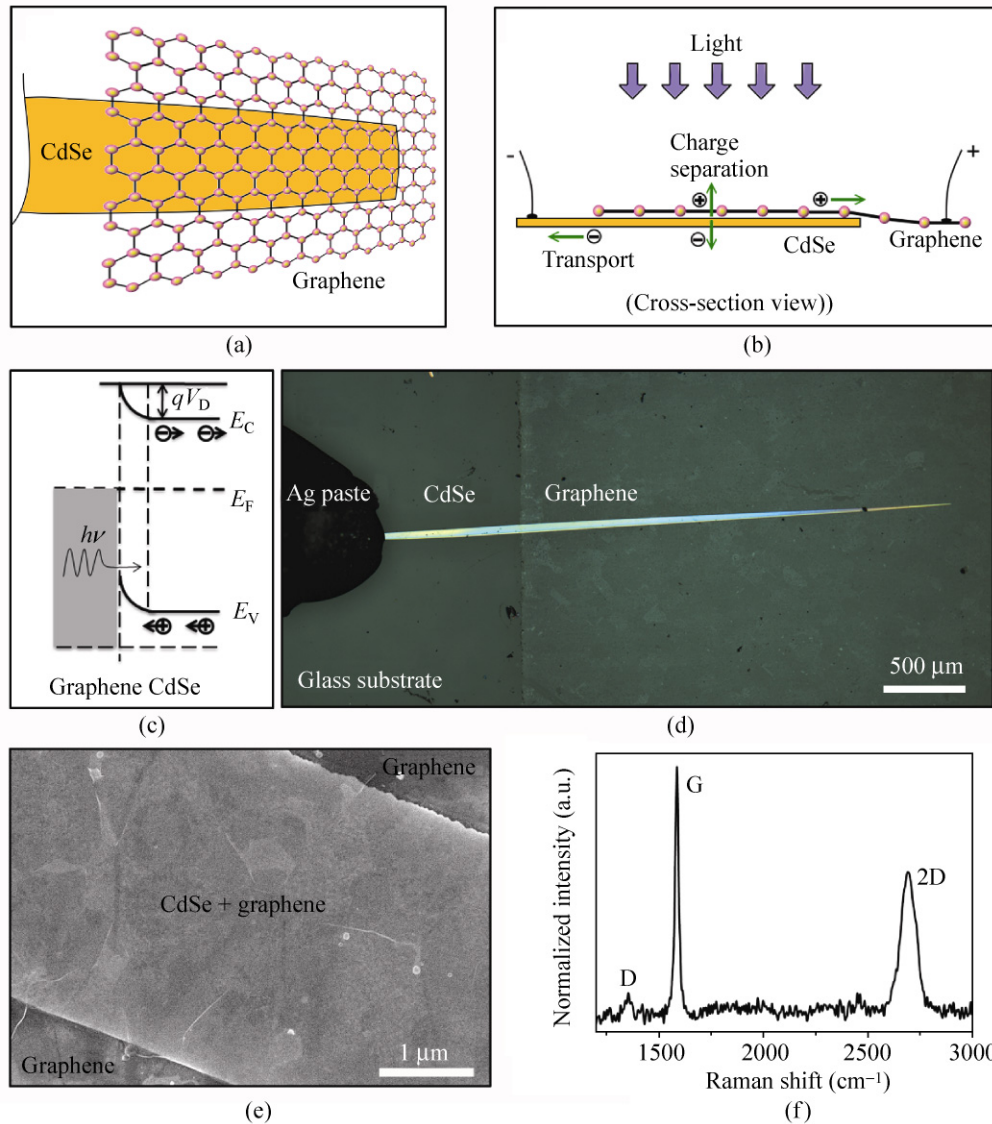 CdSe
Graphene
(a)
Light
Charge
separation
-
+
⊕
⊕
⊖
⊖
CdSe
Graphene
Transport
(Cross-section view))
(b)
qV_D
E_C
⊖ ⊖
E_F
hν
E_V
⊕ ⊕
Graphene CdSe
(c)
Ag paste
CdSe
Graphene
Glass substrate
500 μm
(d)
Graphene
CdSe + graphene
Graphene
1 μm
(e)
Normalized intensity (a.u.)
D
G
2D
1500
2000
2500
3000
Raman shift (cm⁻¹)
(f)